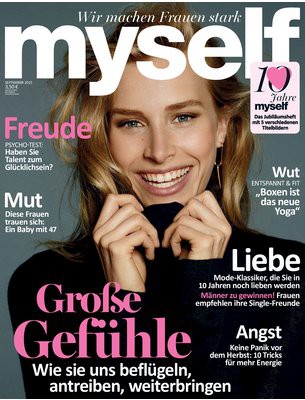 Wir machen Frauen stark
myself
SEPTEMBER 2015
3,50 €
10
Jahre
myself
Das Jubiläumsheft
mit 5 verschiedenen
Titelbildern
Freude
PSYCHO-TEST:
Haben Sie
Talent zum
Glücklichsein?
Mut
Diese Frauen
trauen sich:
Ein Baby mit 47
Wut
ENTSPANNT & FIT
„Boxen ist
das neue
Yoga“
Liebe
Mode-Klassiker, die Sie in
10 Jahren noch lieben werden
Männer zu gewinnen! Frauen
empfehlen ihre Single-Freunde
Große
Gefühle
Wie sie uns beflügeln,
antreiben, weiterbringen
Angst
Keine Panik vor
dem Herbst: 10 Tricks
für mehr Energie